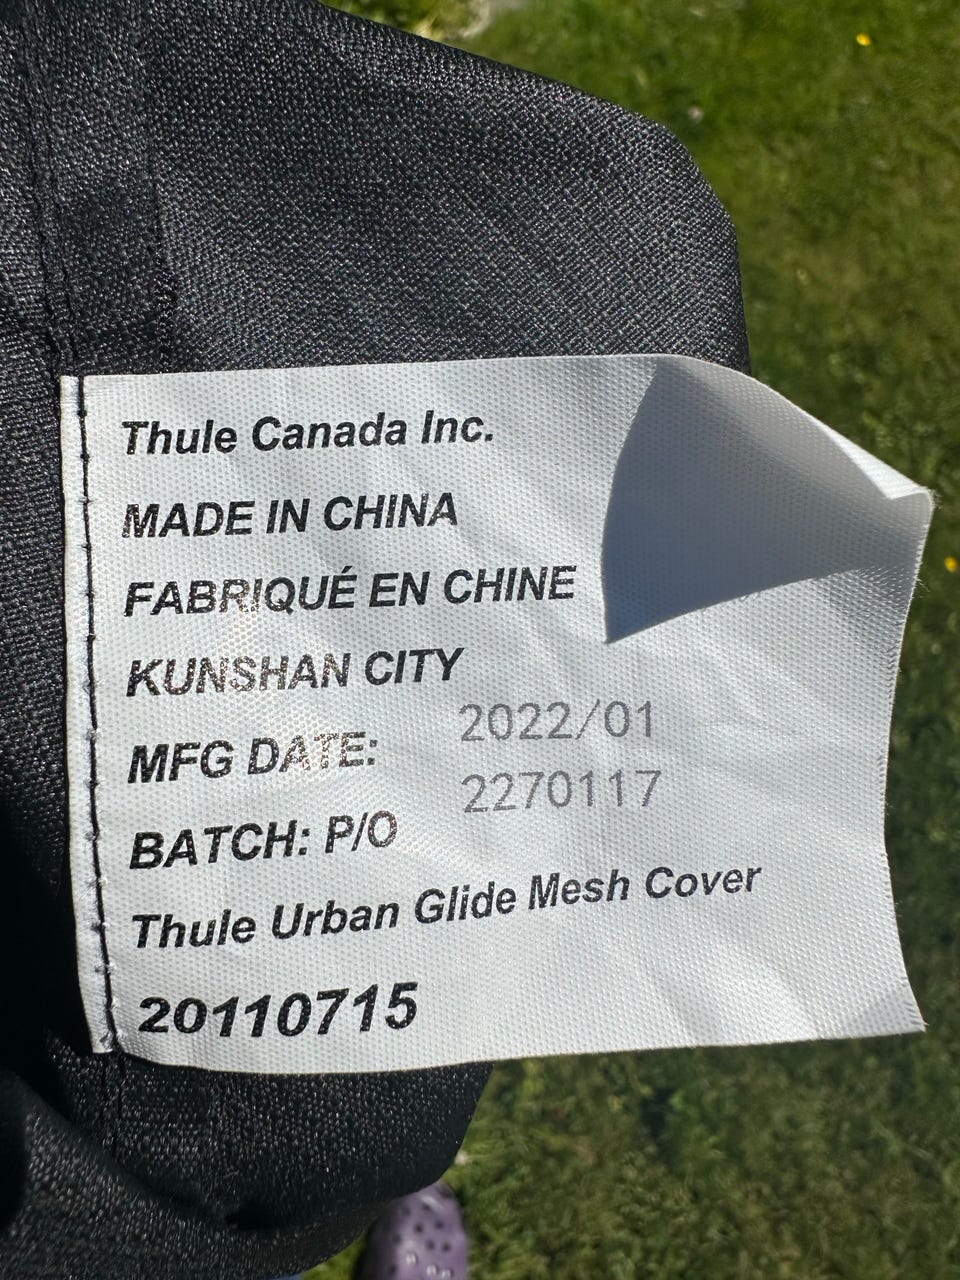 Thule Canada Inc.
MADE IN CHINA
FABRIQUÉ EN CHINE
KUNSHAN CITY
MFG DATE: 2022/01
BATCH: P/O 2270117
Thule Urban Glide Mesh Cover
20110715